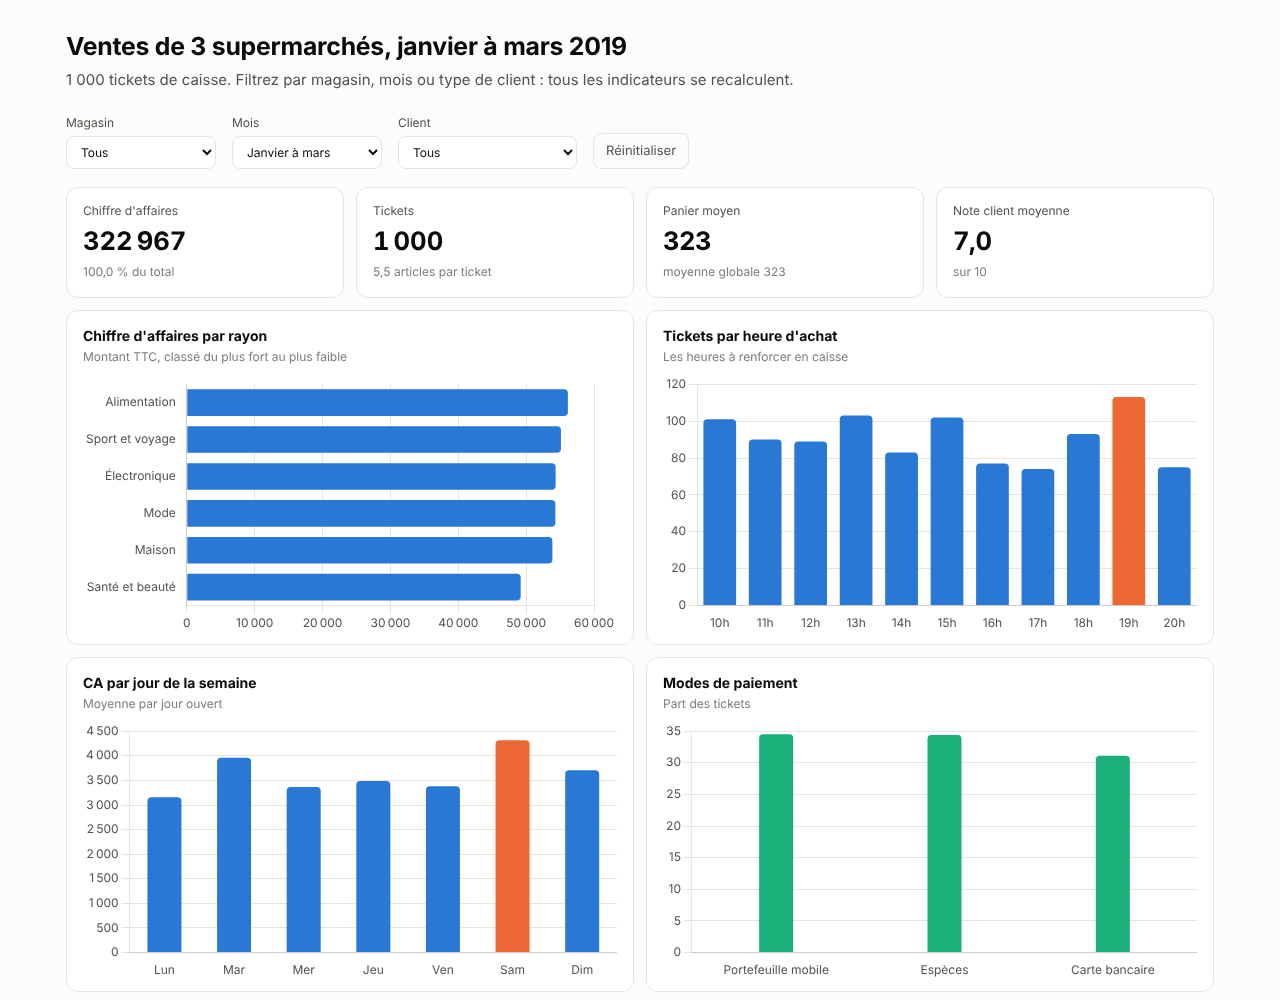 Ventes de 3 supermarchés, janvier à mars 2019
1 000 tickets de caisse. Filtrez par magasin, mois ou type de client : tous les indicateurs se recalculent.
Magasin Mois Client
Tous Janvier à mars Tous Réinitialiser
Chiffre d'affaires
322 967
100,0 % du total
Tickets
1 000
5,5 articles par ticket
Panier moyen
323
moyenne globale 323
Note client moyenne
7,0
sur 10
Chiffre d'affaires par rayon
Montant TTC, classé du plus fort au plus faible
Alimentation
Sport et voyage
Électronique
Mode
Maison
Santé et beauté
0 10 000 20 000 30 000 40 000 50 000 60 000
Tickets par heure d'achat
Les heures à renforcer en caisse
120
100
80
60
40
20
0
10h 11h 12h 13h 14h 15h 16h 17h 18h 19h 20h
CA par jour de la semaine
Moyenne par jour ouvert
4 500
4 000
3 500
3 000
2 500
2 000
1 500
1 000
500
0
Lun Mar Mer Jeu Ven Sam Dim
Modes de paiement
Part des tickets
35
30
25
20
15
10
5
0
Portefeuille mobile Espèces Carte bancaire